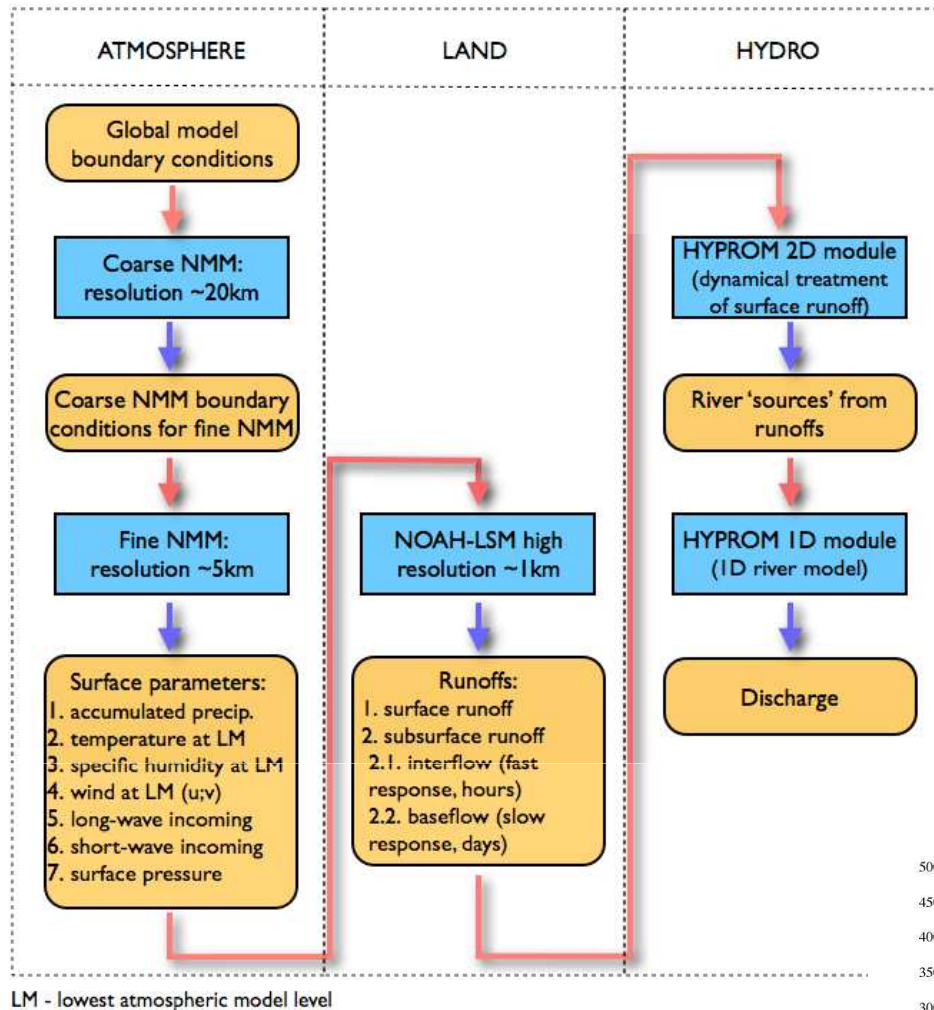 ATMOSPHERE
LAND
HYDRO
Global model
boundary conditions
Coarse NMM:
resolution ~20km
Coarse NMM boundary
conditions for fine NMM
Fine NMM:
resolution ~5km
Surface parameters:
1. accumulated precip.
2. temperature at LM
3. specific humidity at LM
4. wind at LM (u;v)
5. long-wave incoming
6. short-wave incoming
7. surface pressure
NOAH-LSM high
resolution ~1km
Runoffs:
1. surface runoff
2. subsurface runoff
2.1. interflow (fast
response, hours)
2.2. baseflow (slow
response, days)
HYPROM 2D module
(dynamical treatment
of surface runoff)
River ‘sources’ from
runoffs
HYPROM 1D module
(1D river model)
Discharge
LM - lowest atmospheric model level